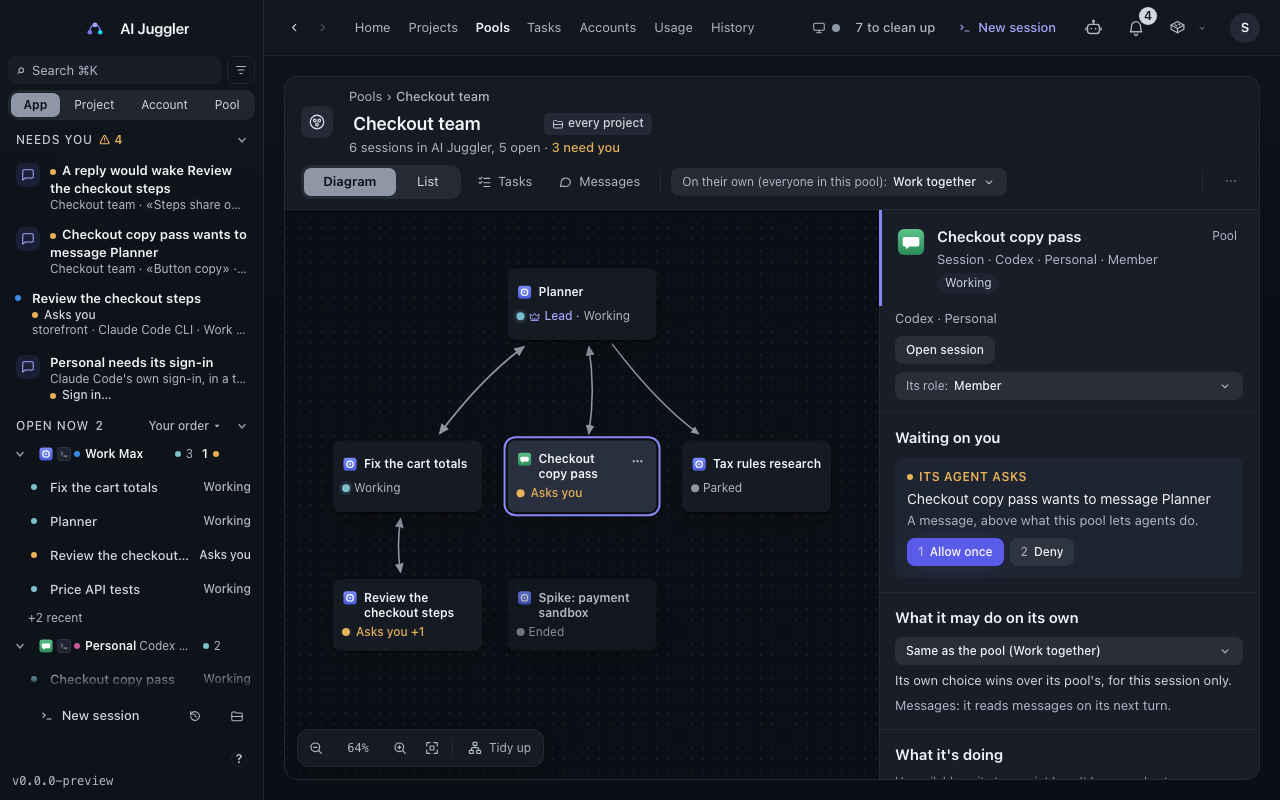 AI Juggler
Search ⌘K
App Project Account Pool
NEEDS YOU 4
A reply would wake Review
the checkout steps
Checkout team · «Steps share o…
Checkout copy pass wants to
message Planner
Checkout team · «Button copy» ·…
Review the checkout steps
Asks you
storefront · Claude Code CLI · Work …
Personal needs its sign-in
Claude Code's own sign-in, in a t…
Sign in…
OPEN NOW 2 Your order
Work Max 3 1
Fix the cart totals Working
Planner Working
Review the checkout… Asks you
Price API tests Working
+2 recent
Personal Codex … 2
Checkout copy pass Working
New session
?
v0.0.0-preview
Home Projects Pools Tasks Accounts Usage History
7 to clean up
New session
4
S
Pools › Checkout team
Checkout team
every project
6 sessions in AI Juggler, 5 open · 3 need you
Diagram List Tasks Messages
On their own (everyone in this pool): Work together
Planner
Lead · Working
Fix the cart totals
Working
Checkout
copy pass
Asks you
Tax rules research
Parked
Review the
checkout steps
Asks you +1
Spike: payment
sandbox
Ended
64%
Tidy up
Checkout copy pass
Pool
Session · Codex · Personal · Member
Working
Codex · Personal
Open session
Its role: Member
Waiting on you
ITS AGENT ASKS
Checkout copy pass wants to message Planner
A message, above what this pool lets agents do.
1 Allow once
2 Deny
What it may do on its own
Same as the pool (Work together)
Its own choice wins over its pool's, for this session only.
Messages: it reads messages on its next turn.
What it's doing